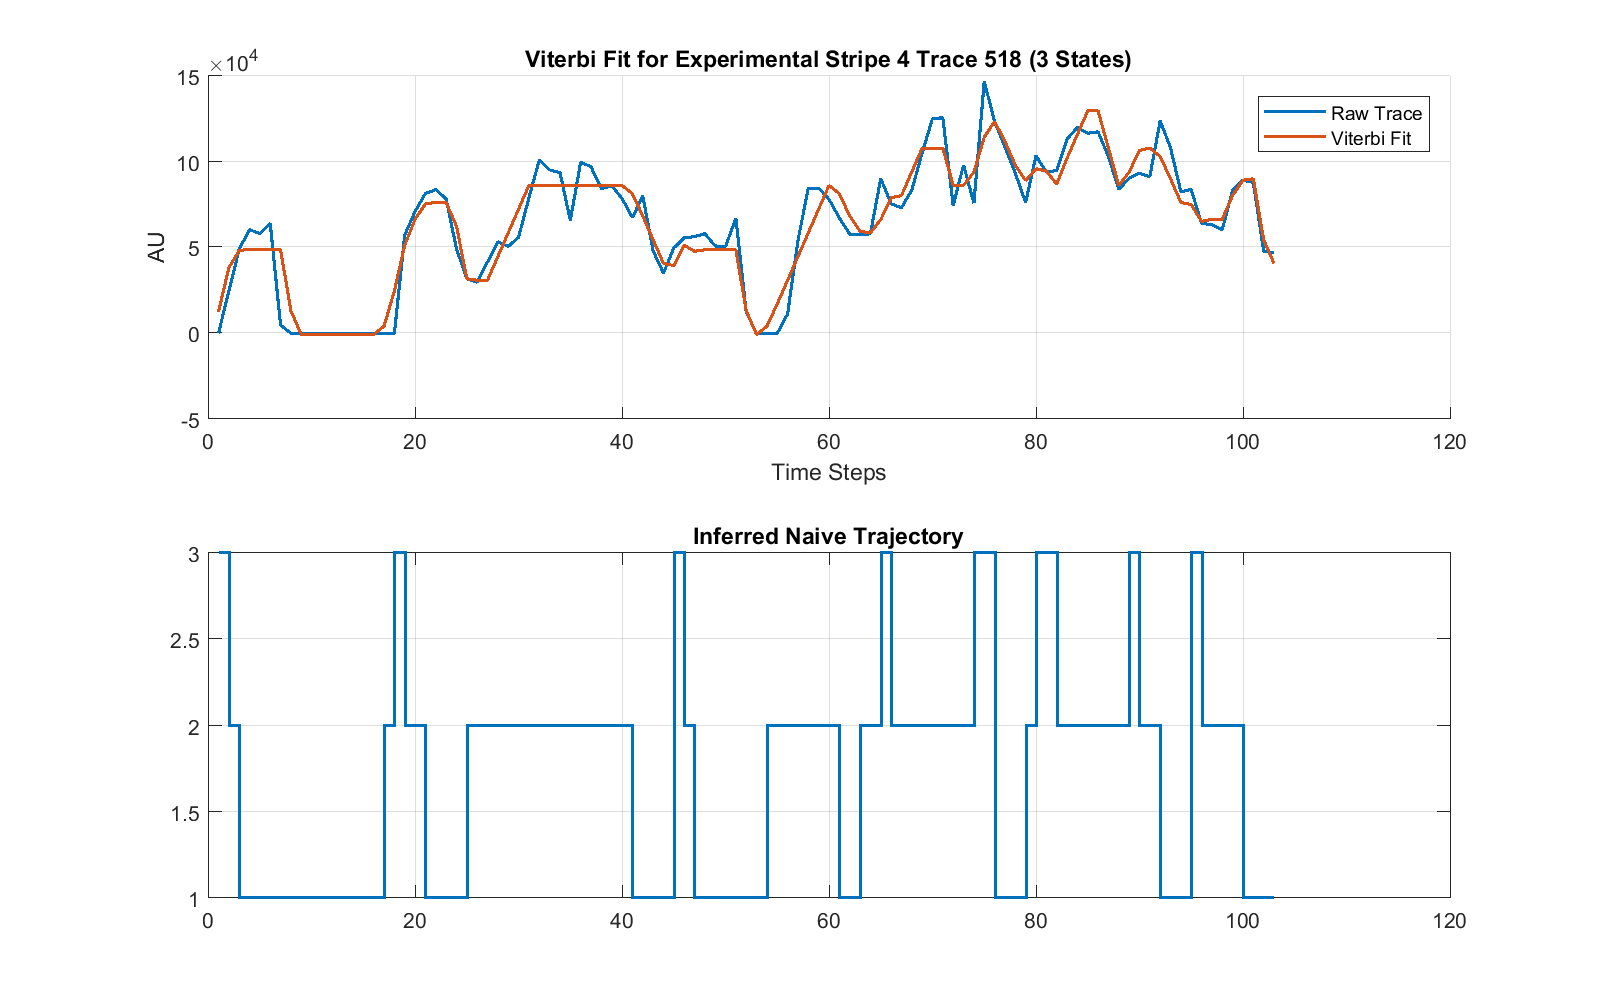 Viterbi Fit for Experimental Stripe 4 Trace 518 (3 States)
×10⁴
15
10
5
0
-5
AU
Raw Trace
Viterbi Fit
0 20 40 60 80 100 120
Time Steps
Inferred Naive Trajectory
3
2.5
2
1.5
1
0 20 40 60 80 100 120